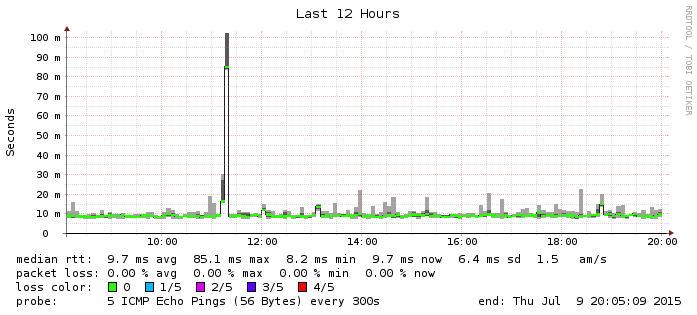 Last 12 Hours
RRDTOOL / TOBI OETIKER
Seconds
100 m
90 m
80 m
70 m
60 m
50 m
40 m
30 m
20 m
10 m
0
10:00 12:00 14:00 16:00 18:00 20:00
median rtt: 9.7 ms avg 85.1 ms max 8.2 ms min 9.7 ms now 6.4 ms sd 1.5 am/s
packet loss: 0.00 % avg 0.00 % max 0.00 % min 0.00 % now
loss color: 0 1/5 2/5 3/5 4/5
probe: 5 ICMP Echo Pings (56 Bytes) every 300s end: Thu Jul 9 20:05:09 2015